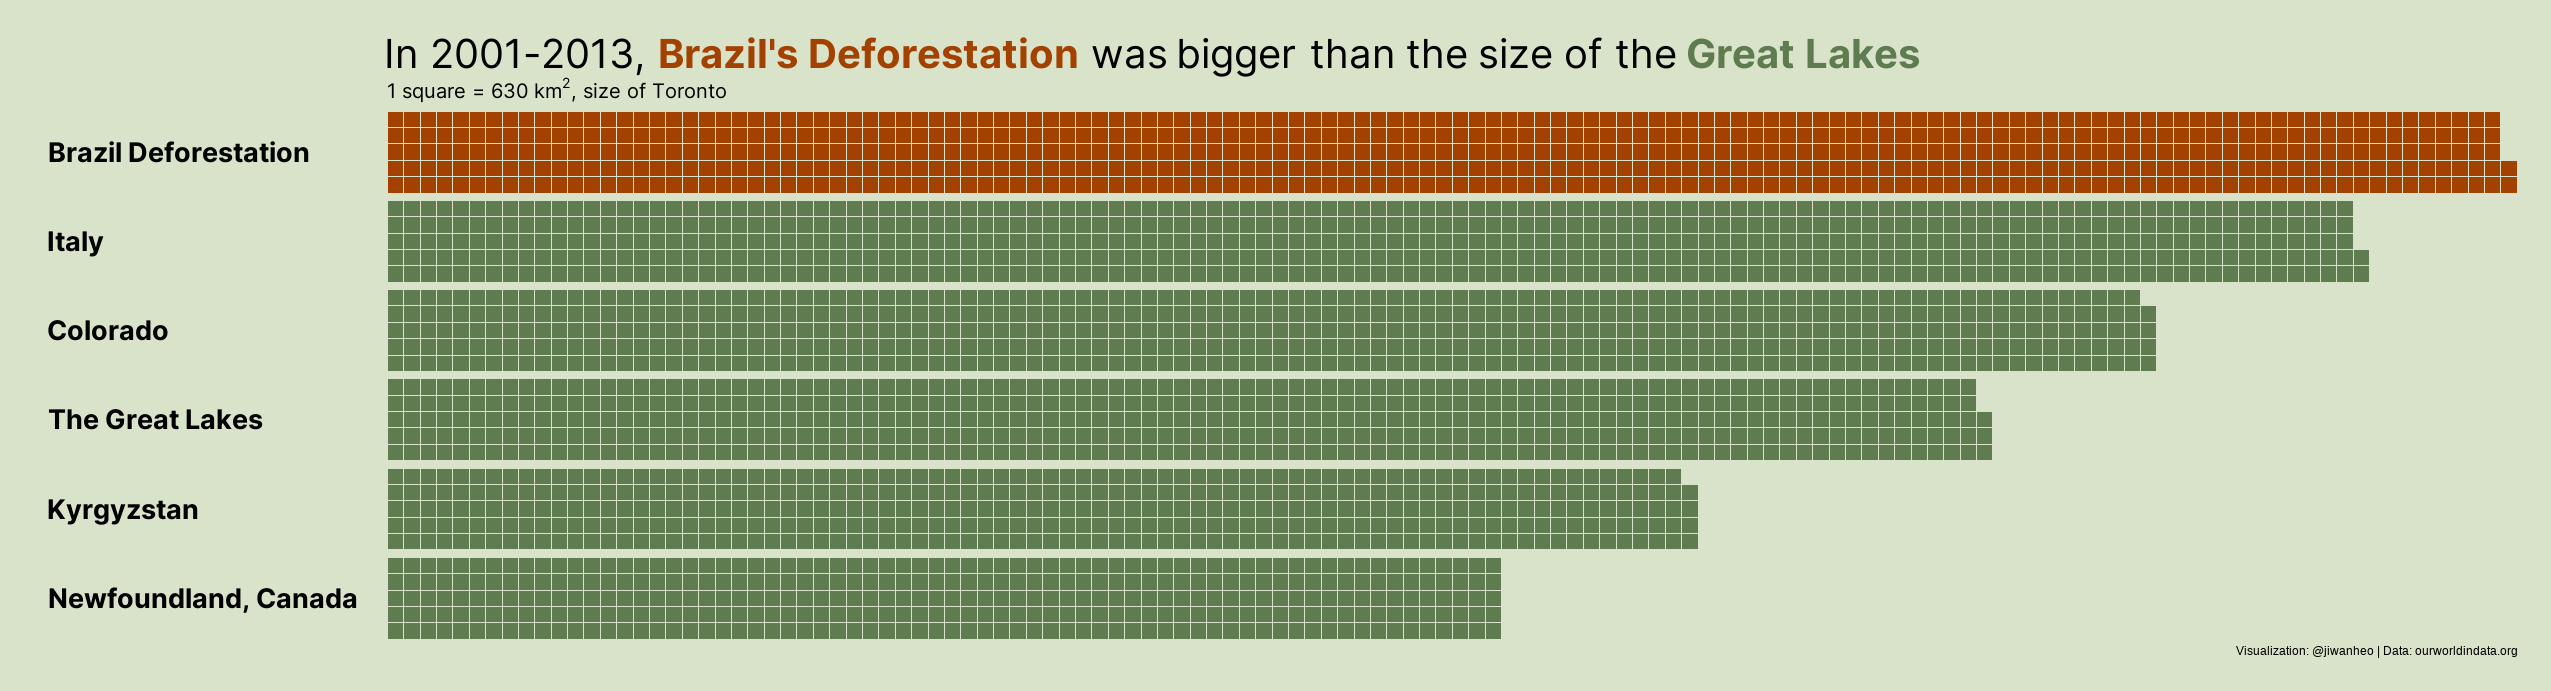 In 2001-2013, Brazil's Deforestation was bigger than the size of the Great Lakes
1 square = 630 km², size of Toronto
Brazil Deforestation
Italy
Colorado
The Great Lakes
Kyrgyzstan
Newfoundland, Canada
Visualization: @jiwanheo | Data: ourworldindata.org